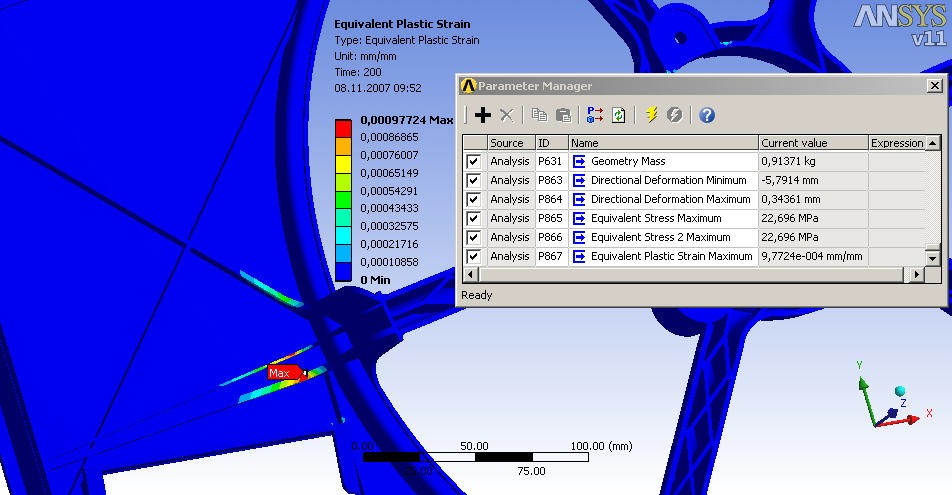 Equivalent Plastic Strain
Type: Equivalent Plastic Strain
Unit: mm/mm
Time: 200
08.11.2007 09:52
0,00097724 Max
0,00086865
0,00076007
0,00065149
0,00054291
0,00043433
0,00032575
0,00021716
0,00010858
0 Min
ANSYS
v11
Parameter Manager
P
?
Source ID Name Current value Expression
Analysis P631 Geometry Mass 0,91371 kg
Analysis P863 Directional Deformation Minimum -5,7914 mm
Analysis P864 Directional Deformation Maximum 0,34361 mm
Analysis P865 Equivalent Stress Maximum 22,696 MPa
Analysis P866 Equivalent Stress 2 Maximum 22,696 MPa
Analysis P867 Equivalent Plastic Strain Maximum 9,7724e-004 mm/mm
Ready
Max
Y
Z
X
0.00 50.00 100.00 (mm)
25.00 75.00